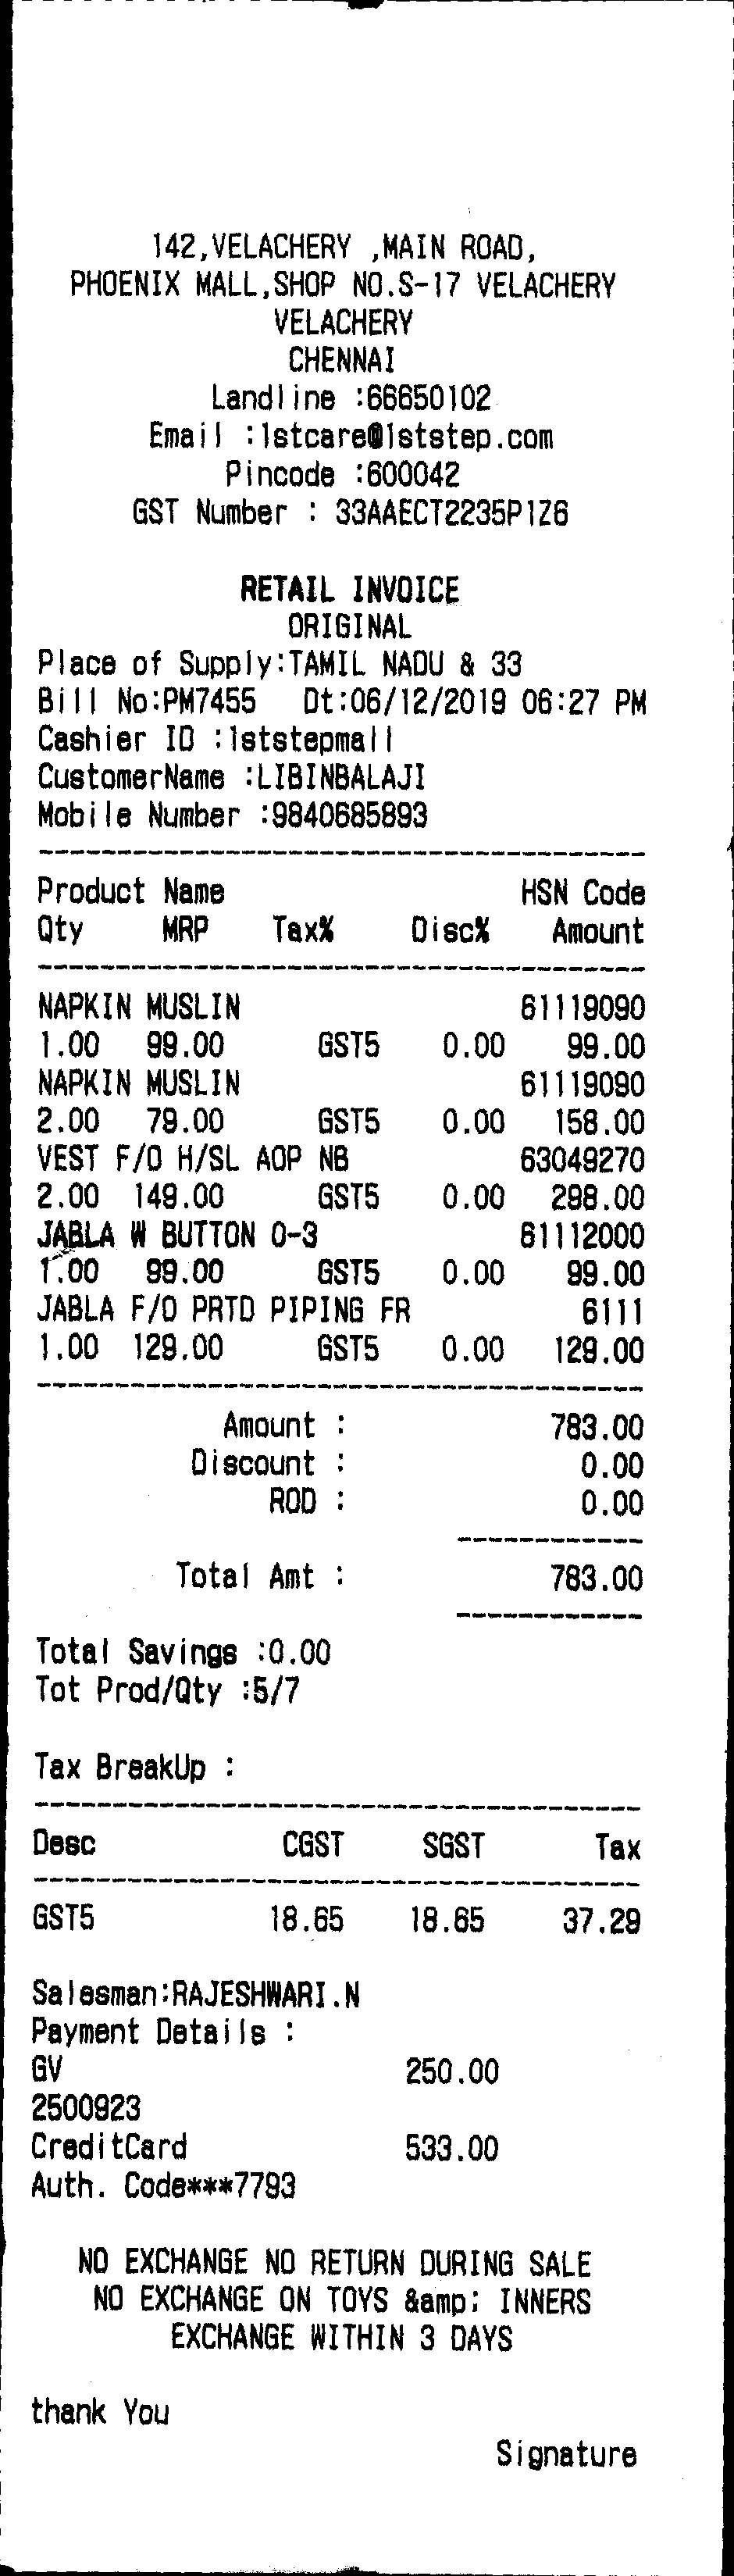 142,VELACHERY ,MAIN ROAD,
PHOENIX MALL,SHOP NO.S-17 VELACHERY
VELACHERY
CHENNAI
Landline :66650102
Email :1stcare@1ststep.com
Pincode :600042
GST Number : 33AAECT2235P1Z6
RETAIL INVOICE
ORIGINAL
Place of Supply:TAMIL NADU & 33
Bill No:PM7455 Dt:06/12/2019 06:27 PM
Cashier ID :1ststepmall
CustomerName :LIBINBALAJI
Mobile Number :9840685893
Product Name HSN Code
Qty MRP Tax% Disc% Amount
NAPKIN MUSLIN 61119090
1.00 99.00 GST5 0.00 99.00
NAPKIN MUSLIN 61119090
2.00 79.00 GST5 0.00 158.00
VEST F/O H/SL AOP NB 63049270
2.00 149.00 GST5 0.00 298.00
JABLA W BUTTON 0-3 61112000
1.00 99.00 GST5 0.00 99.00
JABLA F/O PRTD PIPING FR 6111
1.00 129.00 GST5 0.00 129.00
Amount : 783.00
Discount : 0.00
ROD : 0.00
Total Amt : 783.00
Total Savings :0.00
Tot Prod/Qty :5/7
Tax BreakUp :
Desc CGST SGST Tax
GST5 18.65 18.65 37.29
Salesman:RAJESHWARI.N
Payment Details :
GV 250.00
2500923
CreditCard 533.00
Auth. Code***7793
NO EXCHANGE NO RETURN DURING SALE
NO EXCHANGE ON TOYS &amp; INNERS
EXCHANGE WITHIN 3 DAYS
thank You
Signature